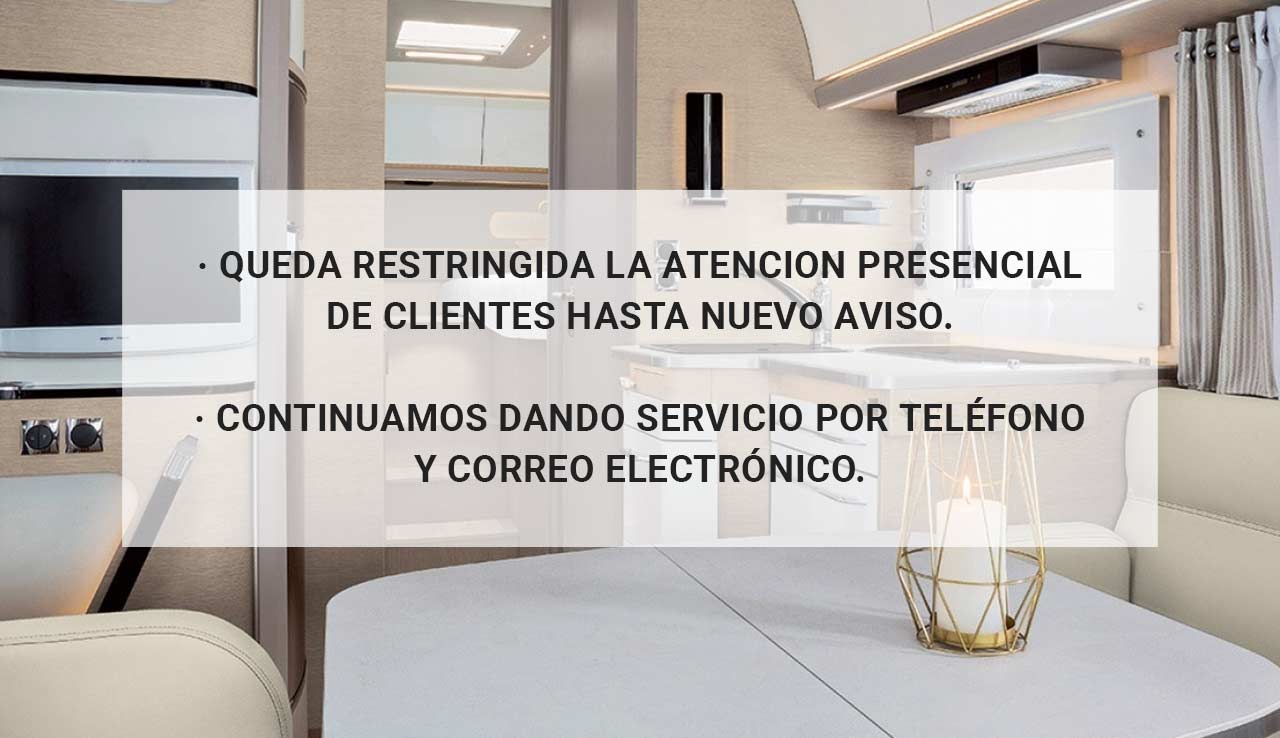 · QUEDA RESTRINGIDA LA ATENCION PRESENCIAL
DE CLIENTES HASTA NUEVO AVISO.
· CONTINUAMOS DANDO SERVICIO POR TELÉFONO
Y CORREO ELECTRÓNICO.